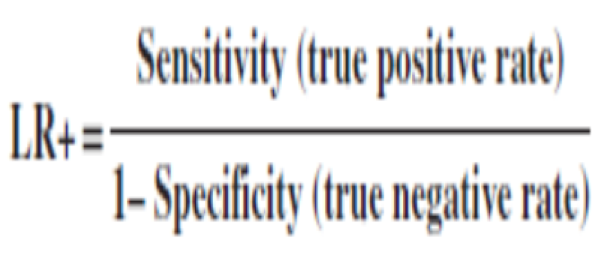 Sensitivity (true positive rate)
LR+=
1– Specificity (true negative rate)